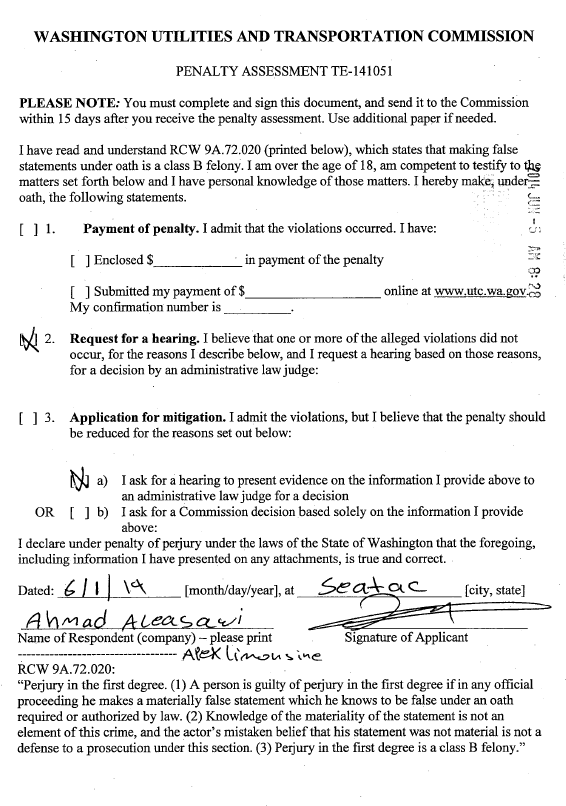 WASHINGTON UTILITIES AND TRANSPORTATION COMMISSION
PENALTY ASSESSMENT TE-141051
PLEASE NOTE: You must complete and sign this document, and send it to the Commission
within 15 days after you receive the penalty assessment. Use additional paper if needed.
I have read and understand RCW 9A.72.020 (printed below), which states that making false
statements under oath is a class B felony. I am over the age of 18, am competent to testify to the
matters set forth below and I have personal knowledge of those matters. I hereby make, under
oath, the following statements.
[ ] 1. Payment of penalty. I admit that the violations occurred. I have:
[ ] Enclosed $____________ in payment of the penalty
[ ] Submitted my payment of $__________________ online at www.utc.wa.gov.
My confirmation number is _________.
[X] 2. Request for a hearing. I believe that one or more of the alleged violations did not
occur, for the reasons I describe below, and I request a hearing based on those reasons,
for a decision by an administrative law judge:
[ ] 3. Application for mitigation. I admit the violations, but I believe that the penalty should
be reduced for the reasons set out below:
[X] a) I ask for a hearing to present evidence on the information I provide above to
an administrative law judge for a decision
OR [ ] b) I ask for a Commission decision based solely on the information I provide
above:
I declare under penalty of perjury under the laws of the State of Washington that the foregoing,
including information I have presented on any attachments, is true and correct.
Dated: 6/1/14 [month/day/year], at Seatac [city, state]
Ahmad Aleasawi
Name of Respondent (company) – please print Signature of Applicant
Alex limousine
RCW 9A.72.020:
“Perjury in the first degree. (1) A person is guilty of perjury in the first degree if in any official
proceeding he makes a materially false statement which he knows to be false under an oath
required or authorized by law. (2) Knowledge of the materiality of the statement is not an
element of this crime, and the actor’s mistaken belief that his statement was not material is not a
defense to a prosecution under this section. (3) Perjury in the first degree is a class B felony.”